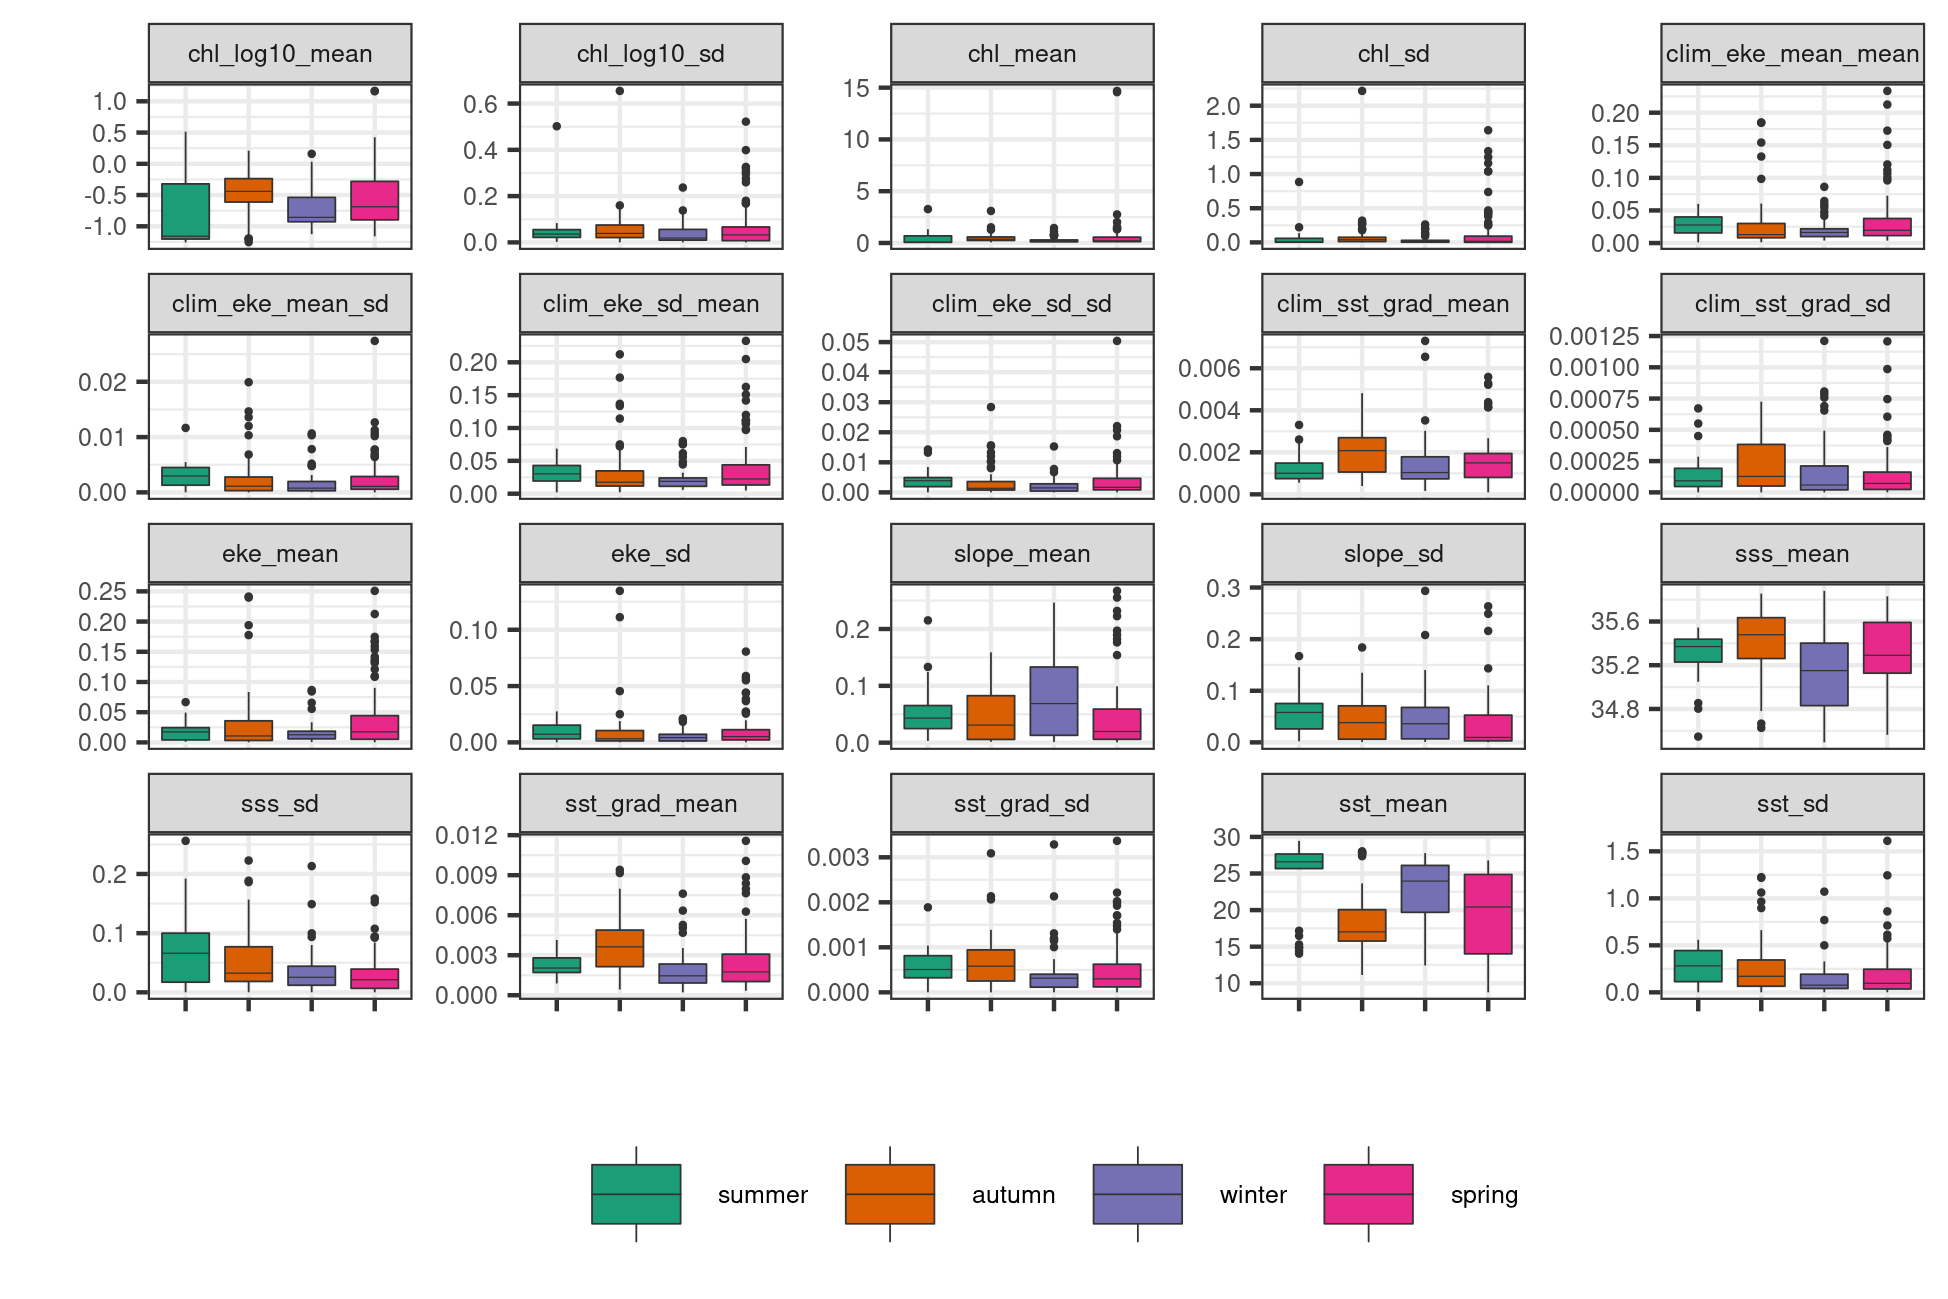 chl_log10_mean chl_log10_sd chl_mean chl_sd clim_eke_mean_mean
1.0 0.5 0.0 -0.5 -1.0
0.6 0.4 0.2 0.0
15 10 5 0
2.0 1.5 1.0 0.5 0.0
0.20 0.15 0.10 0.05 0.00
clim_eke_mean_sd clim_eke_sd_mean clim_eke_sd_sd clim_sst_grad_mean clim_sst_grad_sd
0.02 0.01 0.00
0.20 0.15 0.10 0.05 0.00
0.05 0.04 0.03 0.02 0.01 0.00
0.006 0.004 0.002 0.000
0.00125 0.00100 0.00075 0.00050 0.00025 0.00000
eke_mean eke_sd slope_mean slope_sd sss_mean
0.25 0.20 0.15 0.10 0.05 0.00
0.10 0.05 0.00
0.2 0.1 0.0
0.3 0.2 0.1 0.0
35.6 35.2 34.8
sss_sd sst_grad_mean sst_grad_sd sst_mean sst_sd
0.2 0.1 0.0
0.012 0.009 0.006 0.003 0.000
0.003 0.002 0.001 0.000
30 25 20 15 10
1.5 1.0 0.5 0.0
summer autumn winter spring